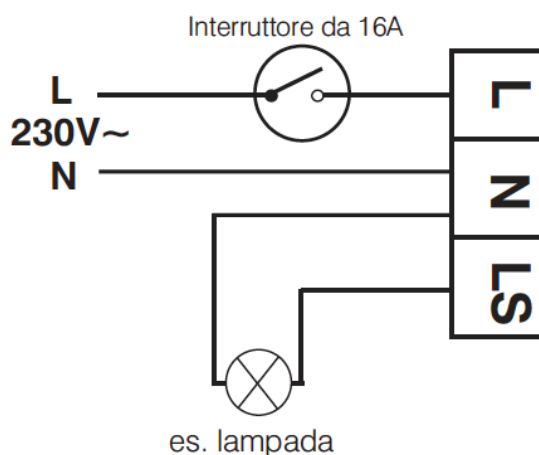 Interruttore da 16A
L
230V~
N
L
N
LS
es. lampada